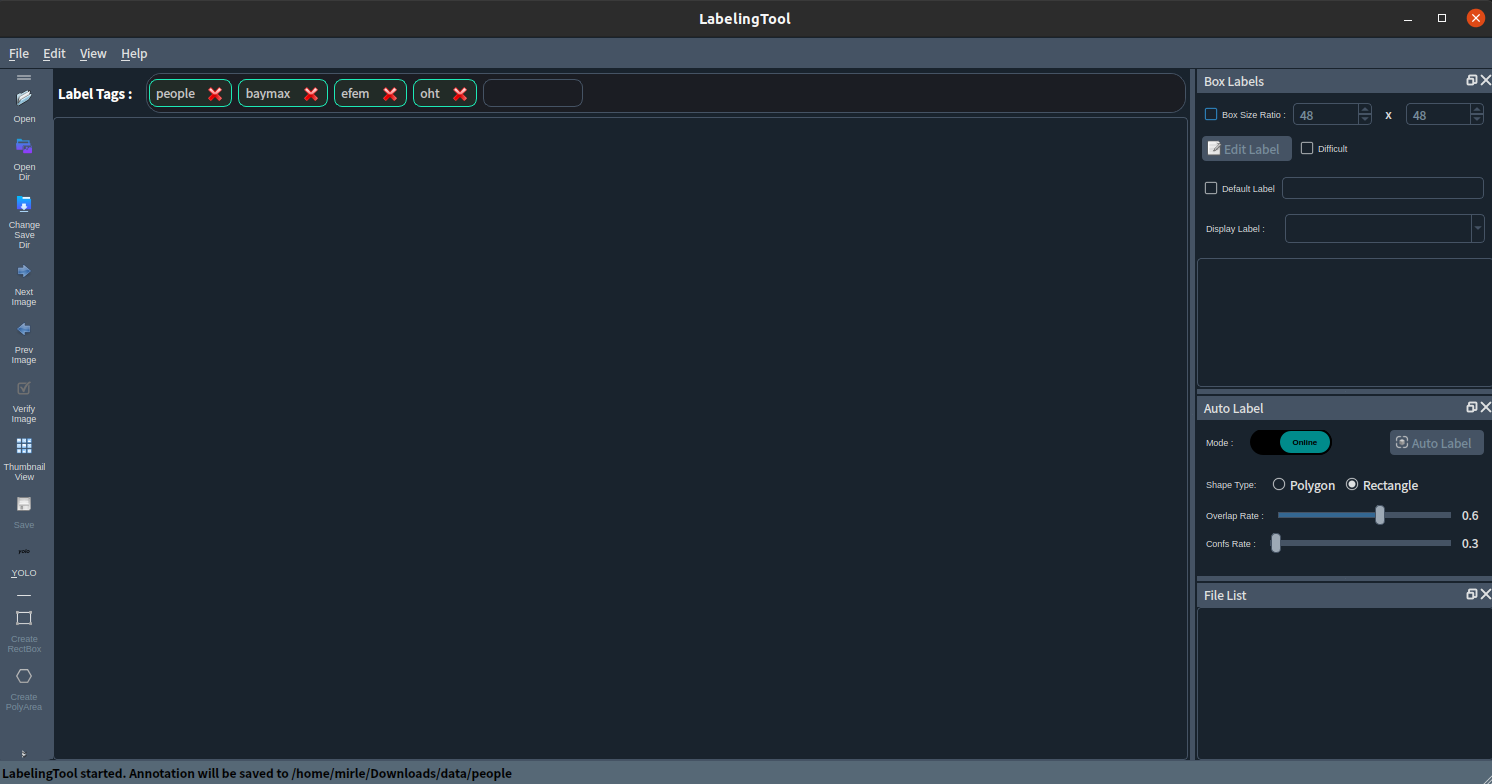 LabelingTool
File Edit View Help
Label Tags : people baymax efem oht
Open
Open
Dir
Change
Save
Dir
Next
Image
Prev
Image
Verify
Image
Thumbnail
View
Save
YOLO
YOLO
Create
RectBox
Create
PolyArea
Box Labels
Box Size Ratio : 48 x 48
Edit Label Difficult
Default Label
Display Label :
Auto Label
Mode : Online Auto Label
Shape Type: Polygon Rectangle
Overlap Rate : 0.6
Confs Rate : 0.3
File List
LabelingTool started. Annotation will be saved to /home/mirle/Downloads/data/people